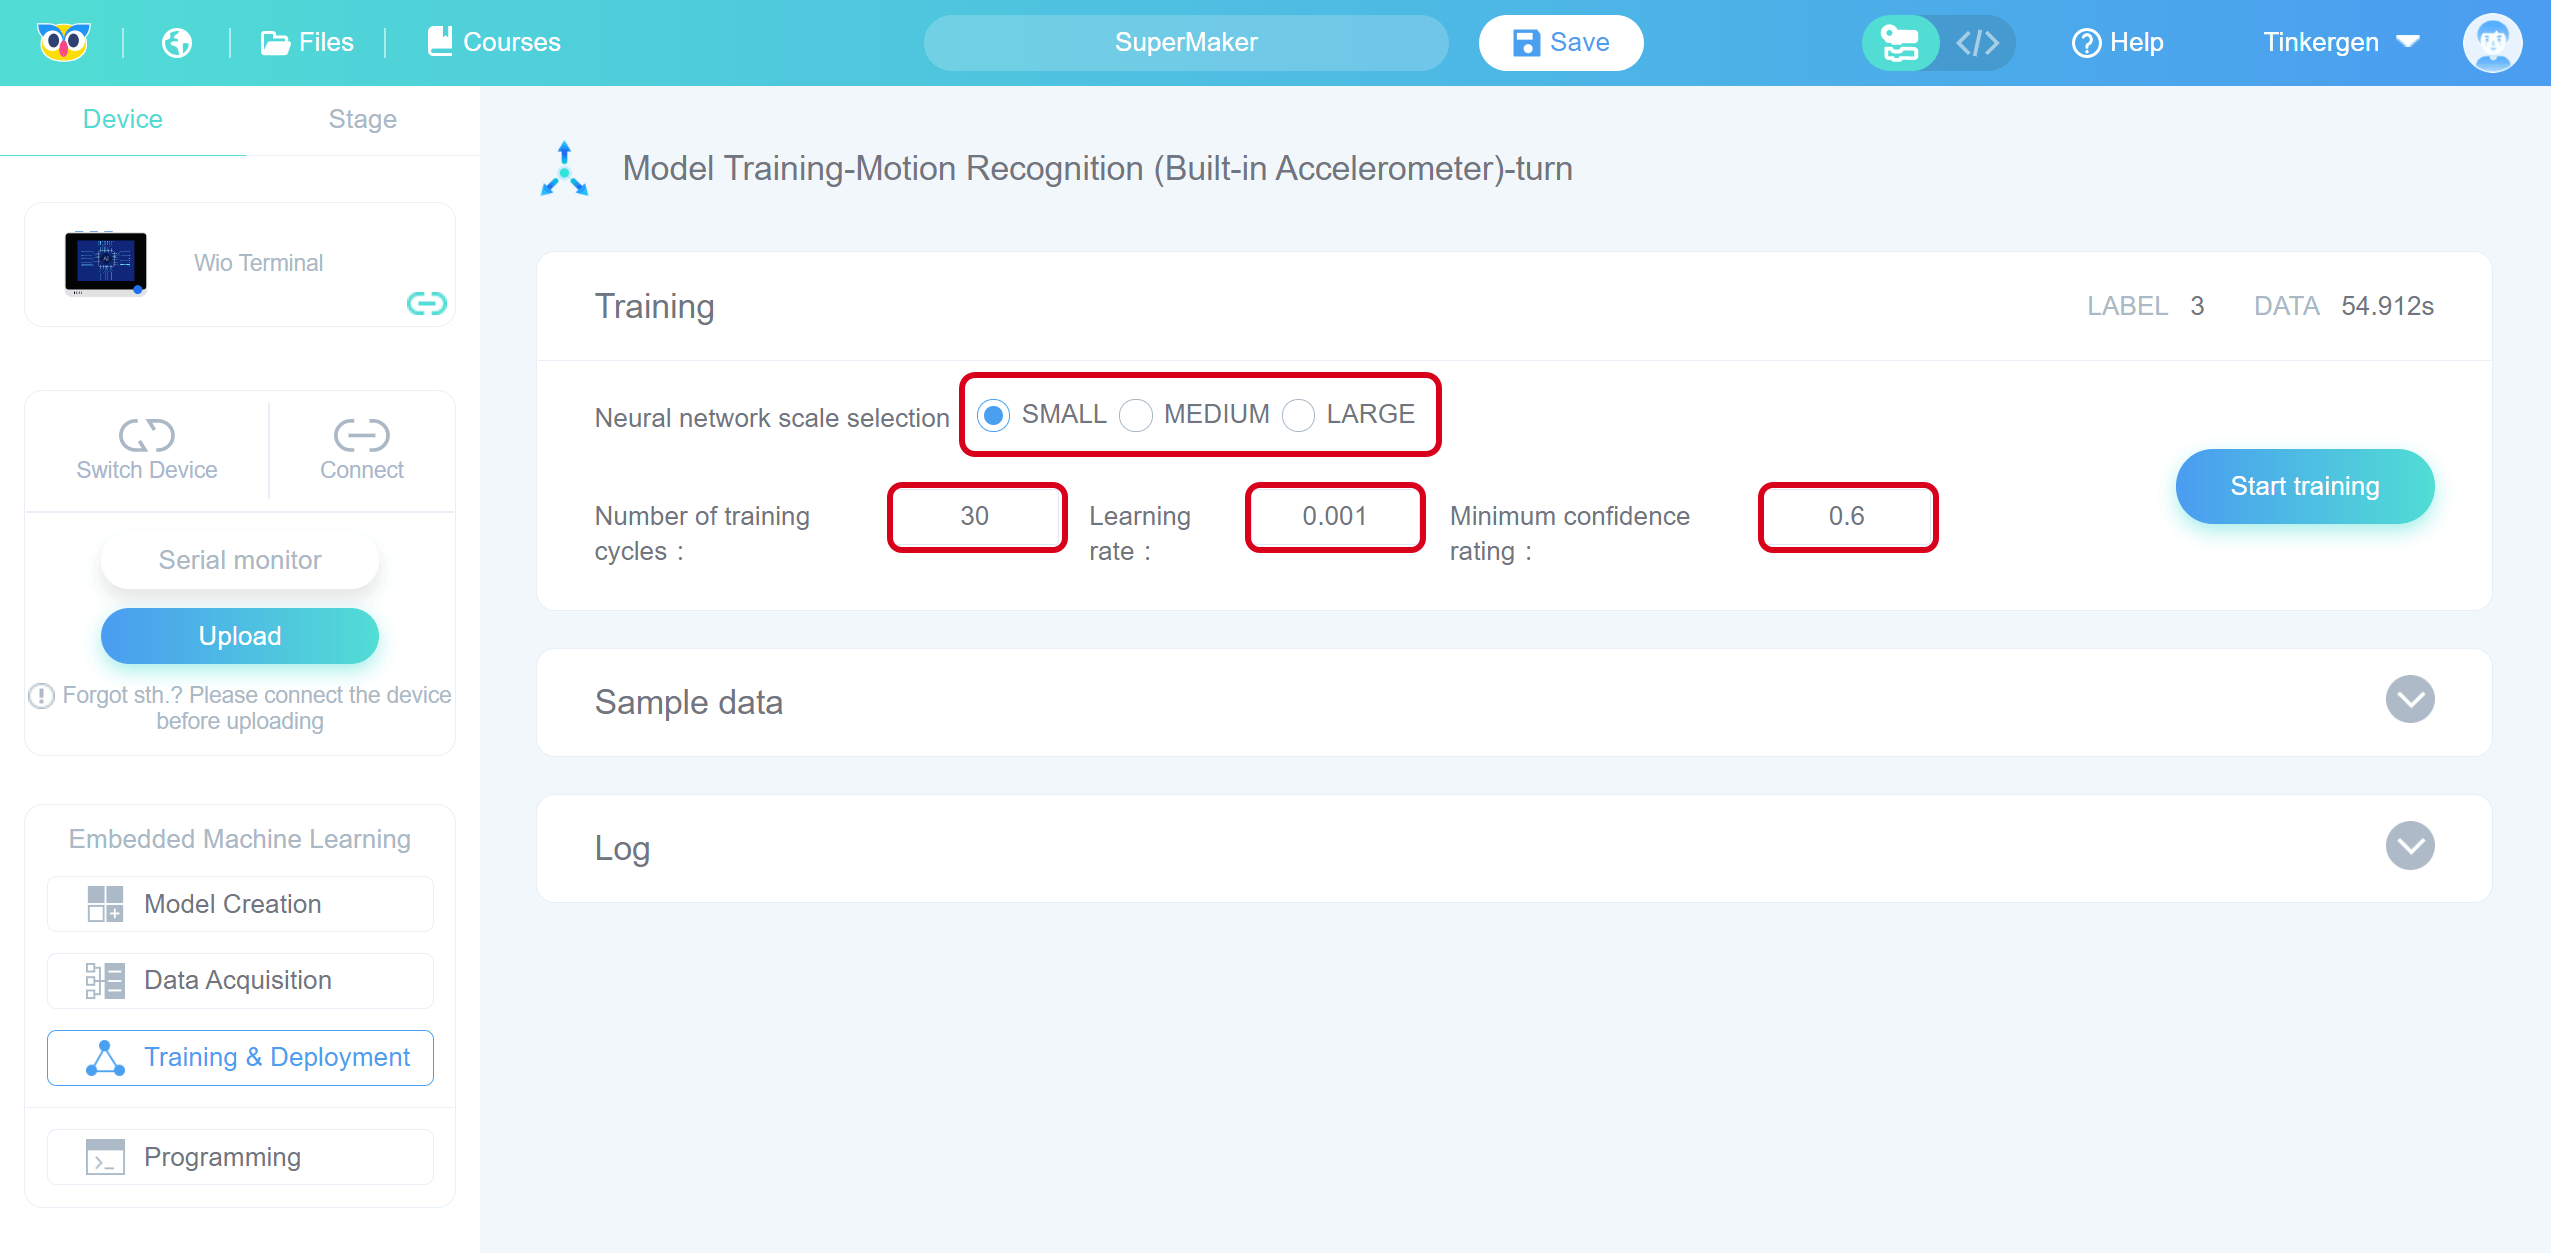 Files
Courses
SuperMaker
Save
Help
Tinkergen
Device
Stage
Wio Terminal
Switch Device
Connect
Serial monitor
Upload
Forgot sth.? Please connect the device
before uploading
Embedded Machine Learning
Model Creation
Data Acquisition
Training & Deployment
Programming
Model Training-Motion Recognition (Built-in Accelerometer)-turn
Training
LABEL 3 DATA 54.912s
Neural network scale selection SMALL MEDIUM LARGE
Number of training
cycles :
30
Learning
rate :
0.001
Minimum confidence
rating :
0.6
Start training
Sample data
Log